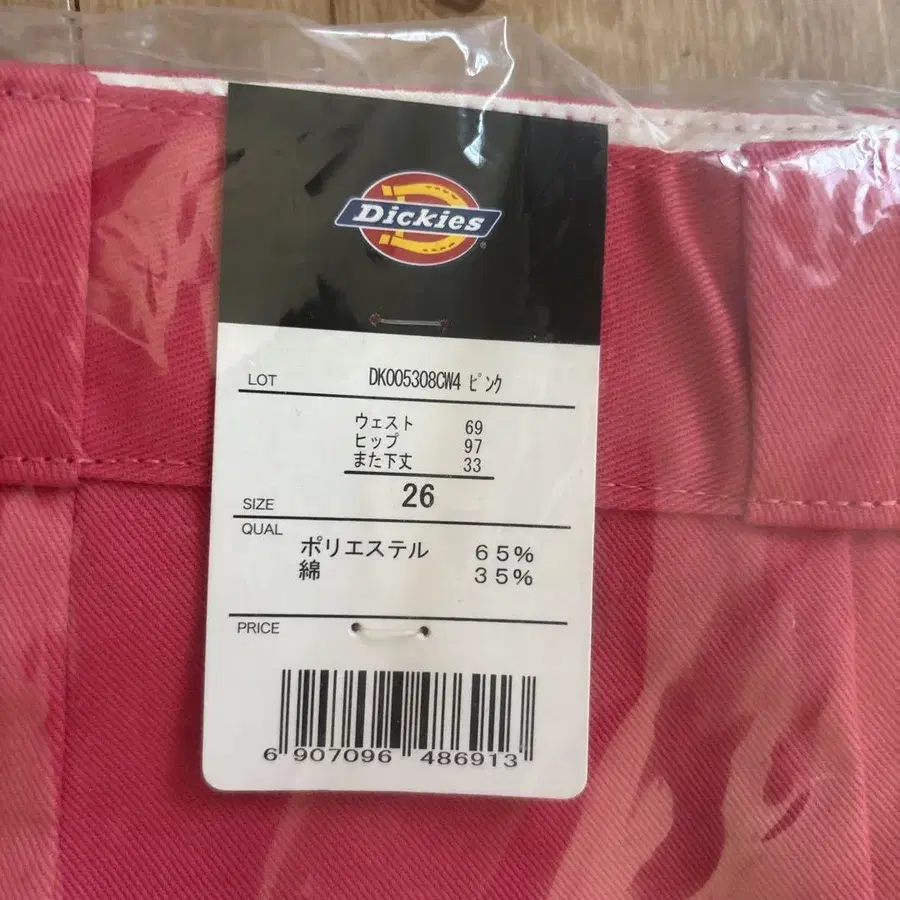 Dickies
LOT DK005308CW4 ピンク
ウェスト 69
ヒップ 97
また下丈 33
SIZE 26
QUAL
ポリエステル 65%
綿 35%
PRICE
6 907096 486913